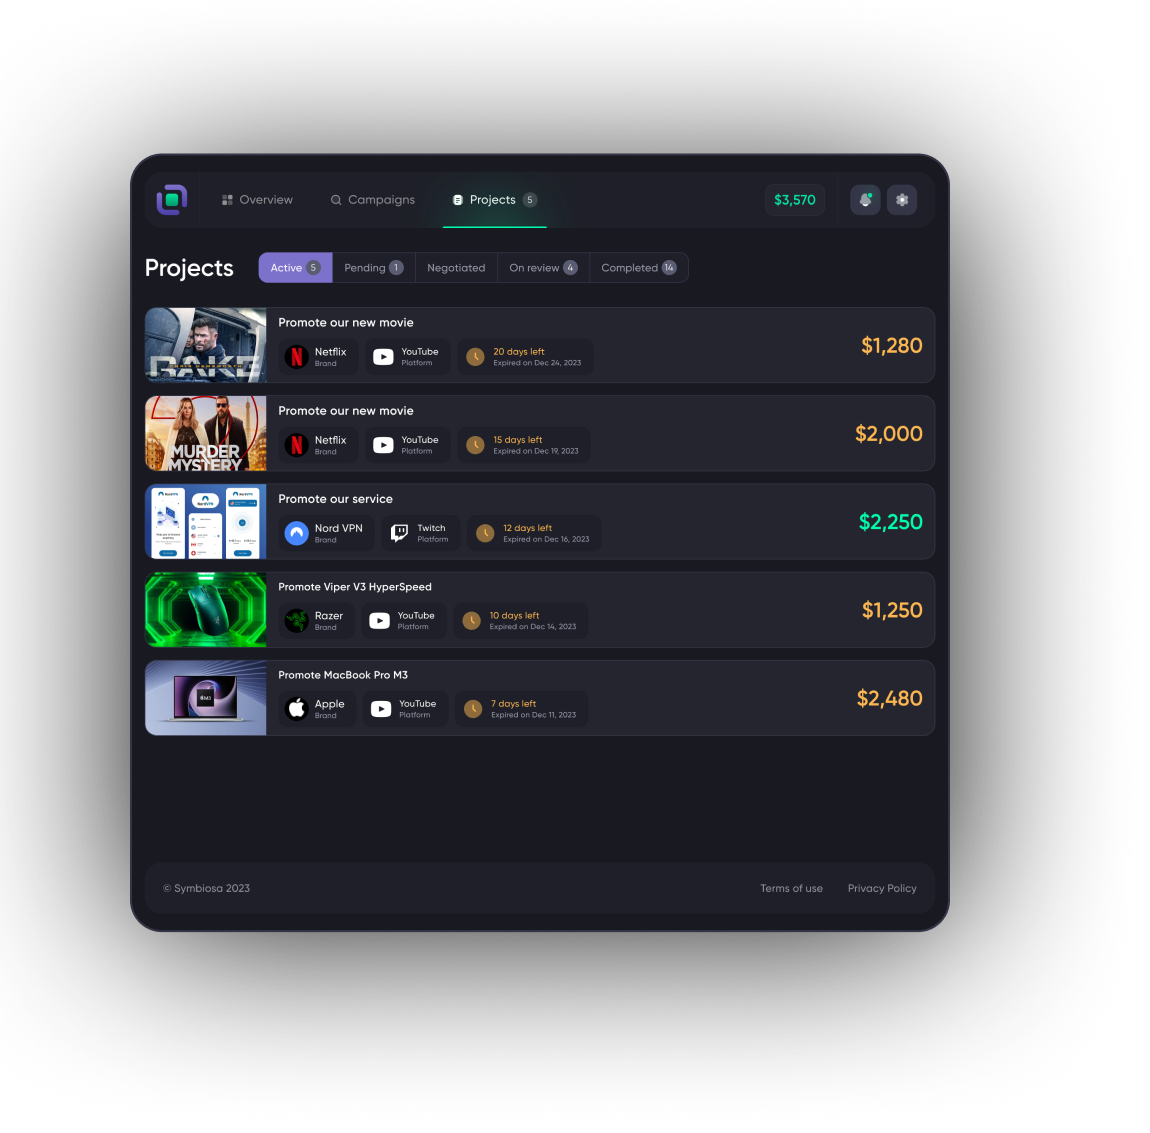 Overview
Campaigns
Projects 5
$3,570
Projects
Active 5
Pending 1
Negotiated
On review 4
Completed 14
Promote our new movie
Netflix
Brand
YouTube
Platform
20 days left
Expired on Dec 24, 2023
$1,280
CHRIS HEMSWORTH
Promote our new movie
Netflix
Brand
YouTube
Platform
15 days left
Expired on Dec 19, 2023
$2,000
MURDER
MYSTERY
Promote our service
Nord VPN
Brand
Twitch
Platform
12 days left
Expired on Dec 16, 2023
$2,250
NordVPN
NordVPN
NordVPN
Promote Viper V3 HyperSpeed
Razer
Brand
YouTube
Platform
10 days left
Expired on Dec 14, 2023
$1,250
Promote MacBook Pro M3
Apple
Brand
YouTube
Platform
7 days left
Expired on Dec 11, 2023
$2,480
M3
© Symbiosa 2023
Terms of use
Privacy Policy